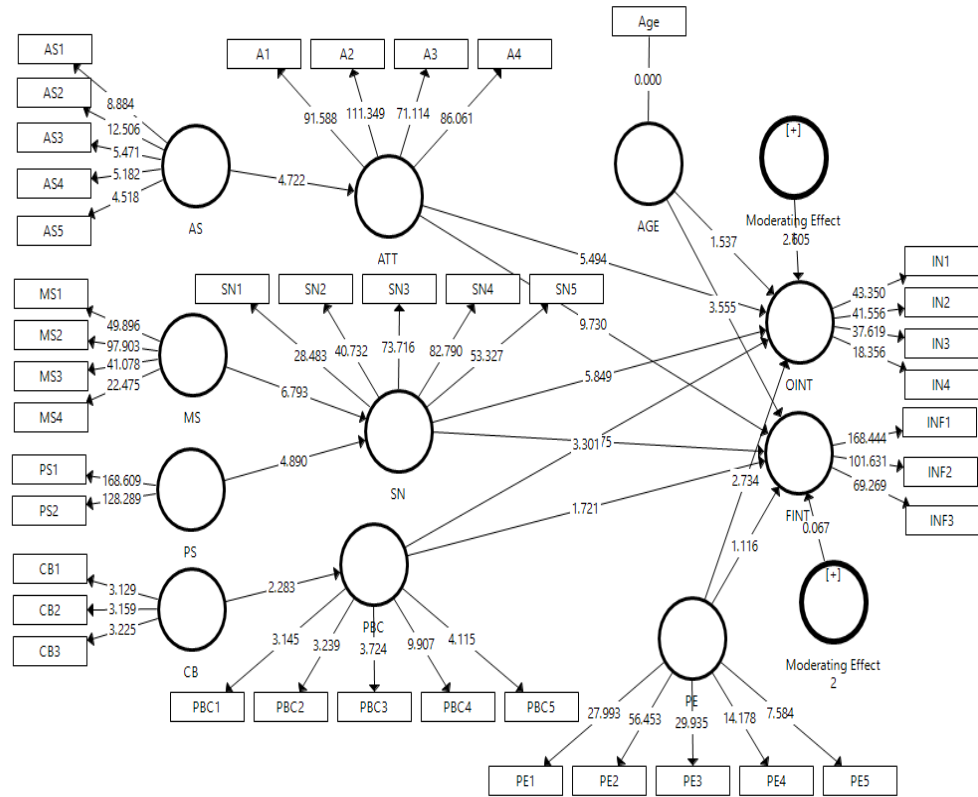 Age
AS1
A1
A2
A3
A4
AS2
0.000
8.884
AS3
12.506
91.588
111.349
71.114
86.061
5.471
[+]
AS4
5.182
4.518
4.722
AS5
AS
AGE
Moderating Effect
2.605
ATT
1.537
5.494
IN1
MS1
SN1
SN2
SN3
SN4
SN5
43.350
IN2
49.896
3.555
41.556
MS2
97.903
9.730
37.619
IN3
MS3
41.078
28.483
40.732
73.716
82.790
53.327
18.356
22.475
OINT
IN4
MS4
MS
6.793
5.849
INF1
168.444
3.301
75
PS1
4.890
101.631
INF2
168.609
2.734
69.269
PS2
128.289
SN
FINT
1.721
INF3
0.067
PS
1.116
CB1
3.129
[+]
2.283
CB2
3.159
3.225
PBC
CB3
3.145
3.239
3.724
9.907
4.115
CB
Moderating Effect
2
PE
PBC1
PBC2
PBC3
PBC4
PBC5
27.993
56.453
29.935
14.178
7.584
PE1
PE2
PE3
PE4
PE5